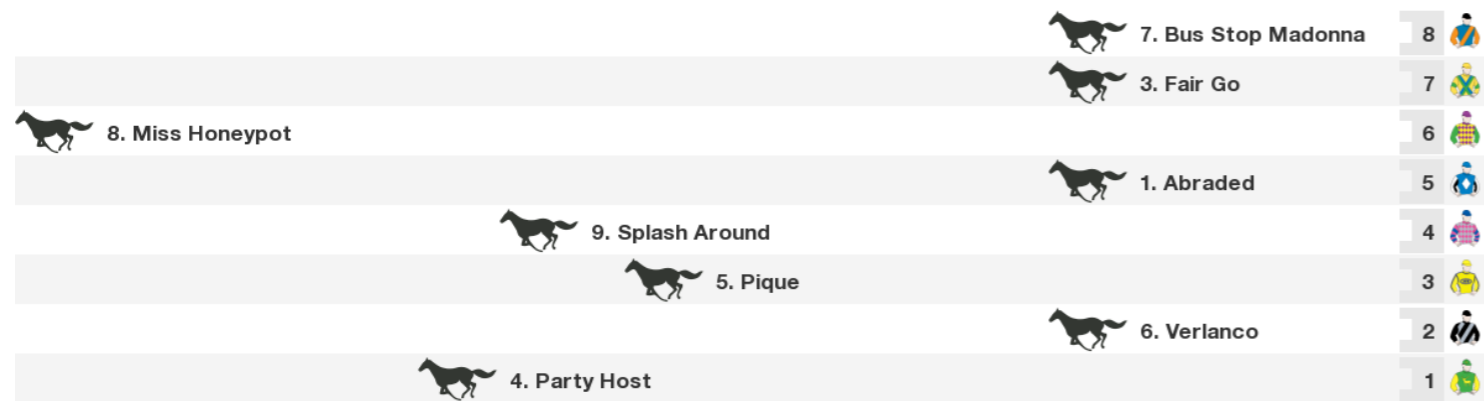 7. Bus Stop Madonna 8
3. Fair Go 7
8. Miss Honeypot 6
1. Abraded 5
9. Splash Around 4
5. Pique 3
6. Verlanco 2
4. Party Host 1